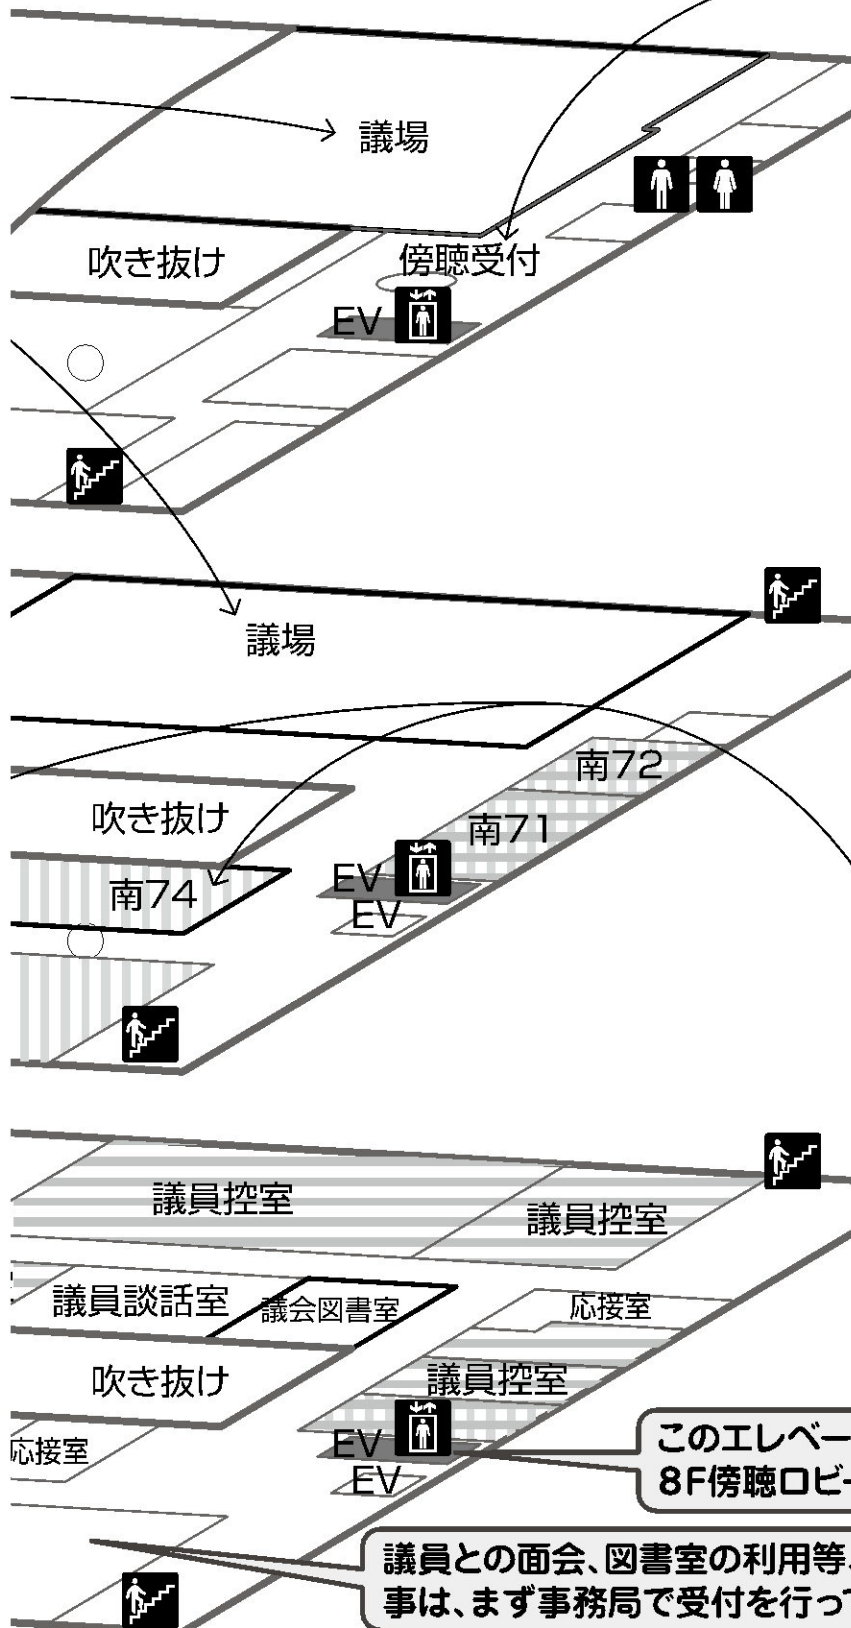 議場
吹き抜け
傍聴受付
EV
議場
南72
吹き抜け
南71
南74
EV
EV
議員控室
議員控室
議員談話室
議会図書室
応接室
吹き抜け
議員控室
応接室
EV
EV
このエレベー
8F傍聴ロビー
議員との面会、図書室の利用等、
事は、まず事務局で受付を行って